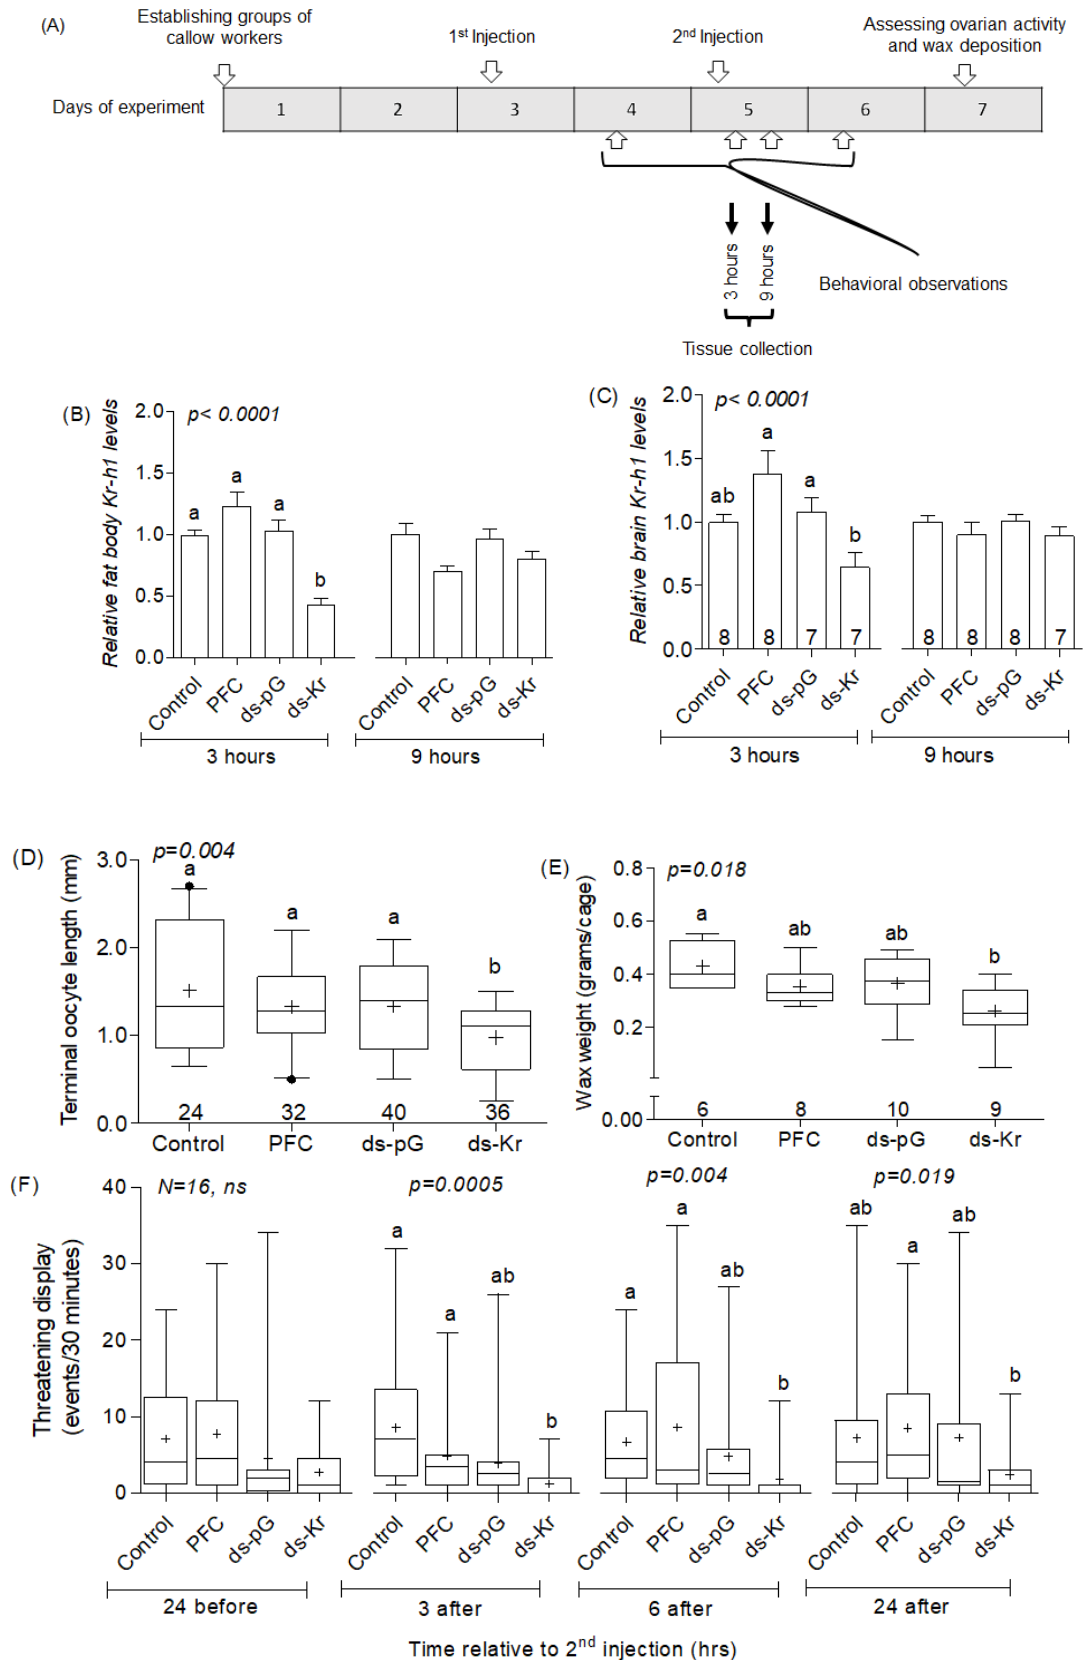 (A)
Establishing groups of
callow workers
1st Injection
2nd Injection
Assessing ovarian activity
and wax deposition
Days of experiment
1 2 3 4 5 6 7
3 hours
9 hours
Behavioral observations
Tissue collection
(B)
Relative fat body Kr-h1 levels
p< 0.0001
2.0
1.5
1.0
0.5
0.0
a a a b
Control PFC ds-pG ds-Kr Control PFC ds-pG ds-Kr
3 hours 9 hours
(C)
Relative brain Kr-h1 levels
p< 0.0001
2.0
1.5
1.0
0.5
0.0
ab a a b
8 8 7 7 8 8 8 7
Control PFC ds-pG ds-Kr Control PFC ds-pG ds-Kr
3 hours 9 hours
(D)
Terminal oocyte length (mm)
p=0.004
3.0
2.0
1.0
0.0
a a a b
24 32 40 36
Control PFC ds-pG ds-Kr
(E)
Wax weight (grams/cage)
p=0.018
0.8
0.6
0.4
0.2
0.00
a ab ab b
6 8 10 9
Control PFC ds-pG ds-Kr
(F)
Threatening display
(events/30 minutes)
40
30
20
10
0
N=16, ns p=0.0005 p=0.004 p=0.019
a a ab b a a ab b ab a ab b
Control PFC ds-pG ds-Kr Control PFC ds-pG ds-Kr Control PFC ds-pG ds-Kr Control PFC ds-pG ds-Kr
24 before 3 after 6 after 24 after
Time relative to 2nd injection (hrs)